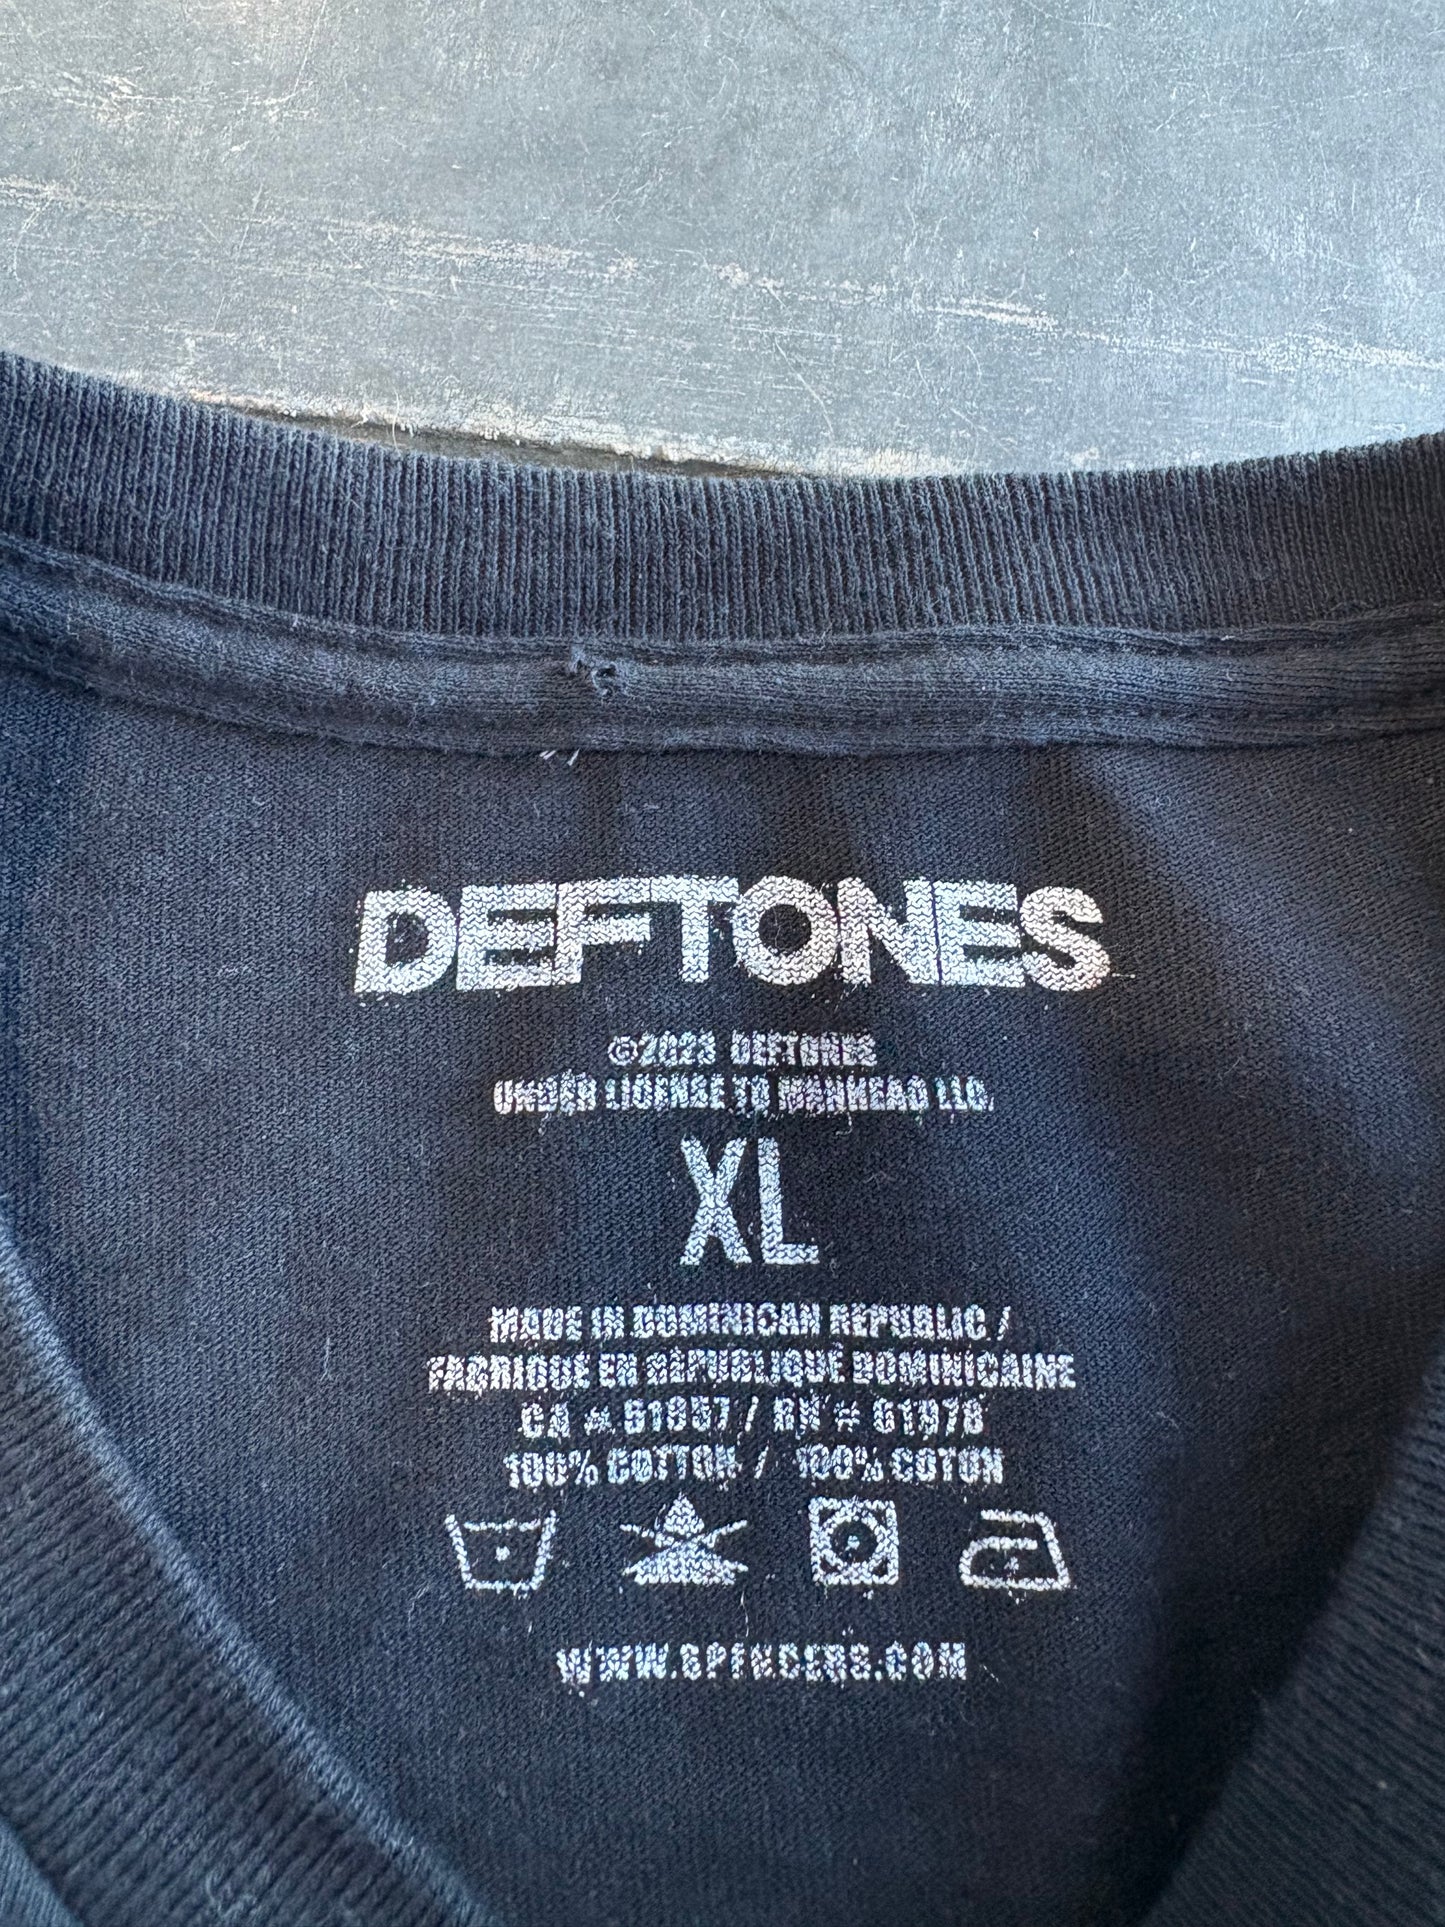 DEFTONES
©2023 DEFTONES
UNDER LICENSE TO MANHEAD LLC.
XL
MADE IN DOMINICAN REPUBLIC /
FABRIQUE EN RÉPUBLIQUE DOMINICAINE
CA # 61957 / RN # 61978
100% COTTON / 100% COTON
WWW.SPENCERS.COM